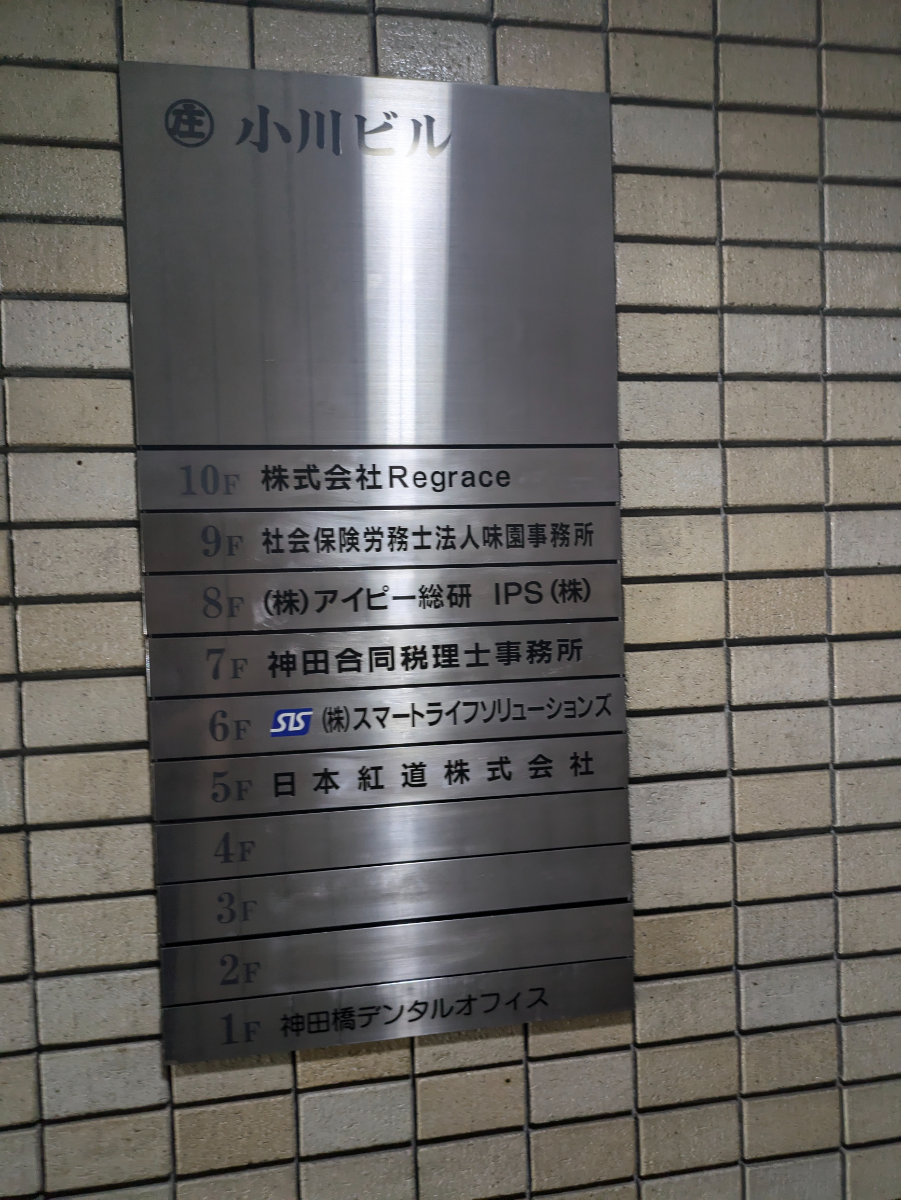 庄 小川ビル
10F 株式会社Regrace
9F 社会保険労務士法人味園事務所
8F (株)アイピー総研 IPS(株)
7F 神田合同税理士事務所
6F SLS (株)スマートライフソリューションズ
5F 日本紅道株式会社
4F
3F
2F
1F 神田橋デンタルオフィス